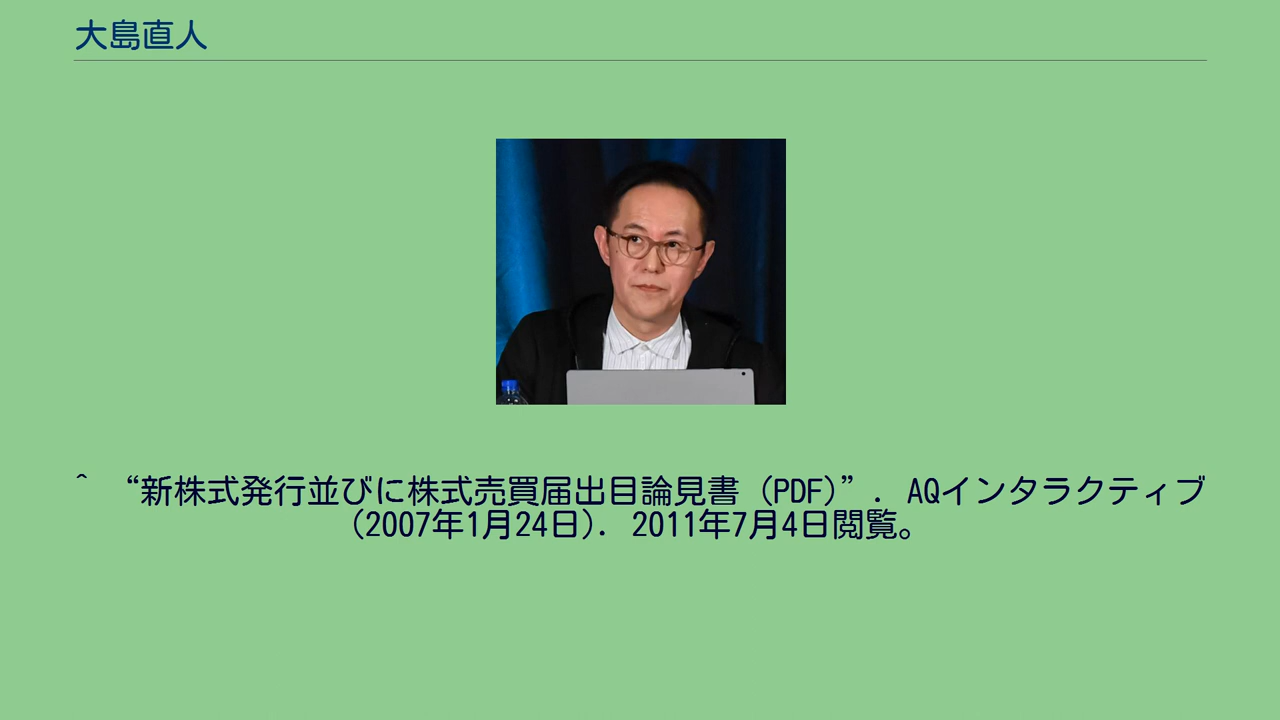 大島直人
^ “新株式発行並びに株式売買届出目論見書（PDF）”. AQインタラクティブ
(2007年1月24日). 2011年7月4日閲覧。